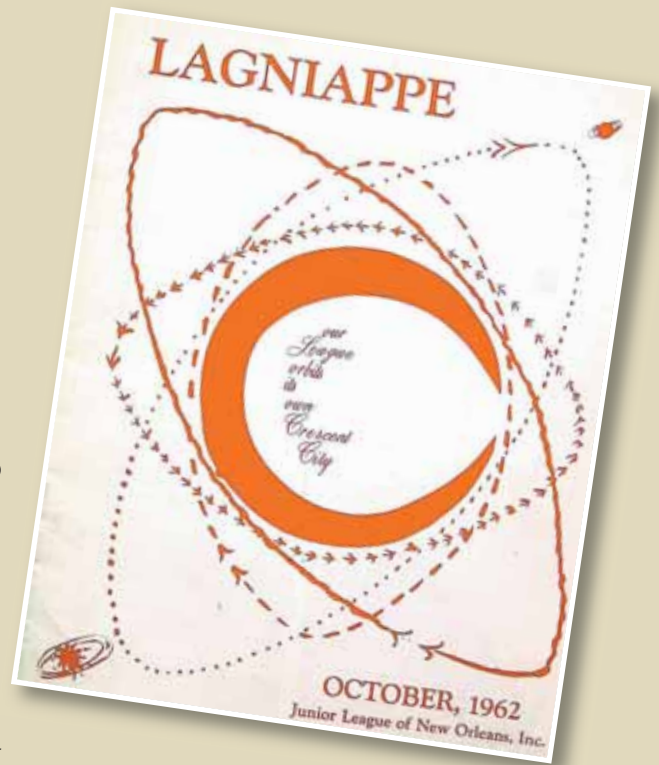 LAGNIAPPE
our
League
orbits
its
own
Crescent
City
OCTOBER, 1962
Junior League of New Orleans, Inc.